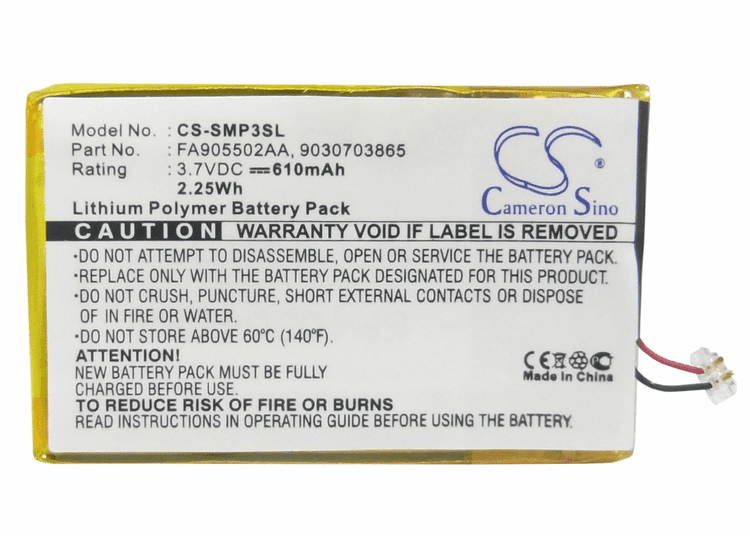 Model No. : CS-SMP3SL
Part No. : FA905502AA, 9030703865
Rating : 3.7VDC ⎓610mAh
2.25Wh
Lithium Polymer Battery Pack
CS
Cameron Sino
CAUTION WARRANTY VOID IF LABEL IS REMOVED
•DO NOT ATTEMPT TO DISASSEMBLE, OPEN OR SERVICE THE BATTERY PACK.
•REPLACE ONLY WITH THE BATTERY PACK SPECIFIED FOR THIS PRODUCT.
•DO NOT CRUSH, PUNCTURE, SHORT EXTERNAL CONTACTS OR DISPOSE
OF IN FIRE OR WATER.
•DO NOT STORE ABOVE 60°C (140°F).
ATTENTION!
NEW BATTERY PACK MUST BE FULLY
CHARGED BEFORE USE.
CE
Made In China
TO REDUCE RISK OF FIRE OR BURNS
READ INSTRUCTIONS IN OPERATING GUIDE BEFORE USING THE BATTERY.